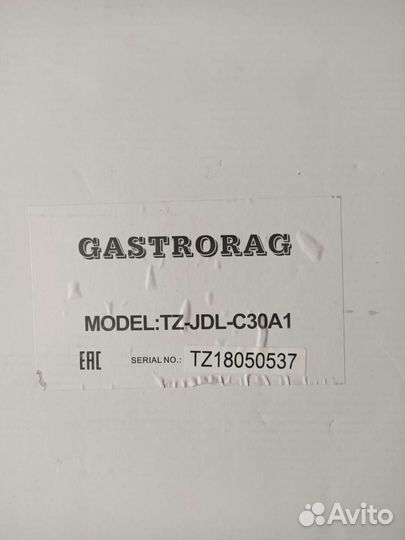 GASTRORAG
MODEL:TZ-JDL-C30A1
EAC SERIAL NO.: TZ18050537
Avito